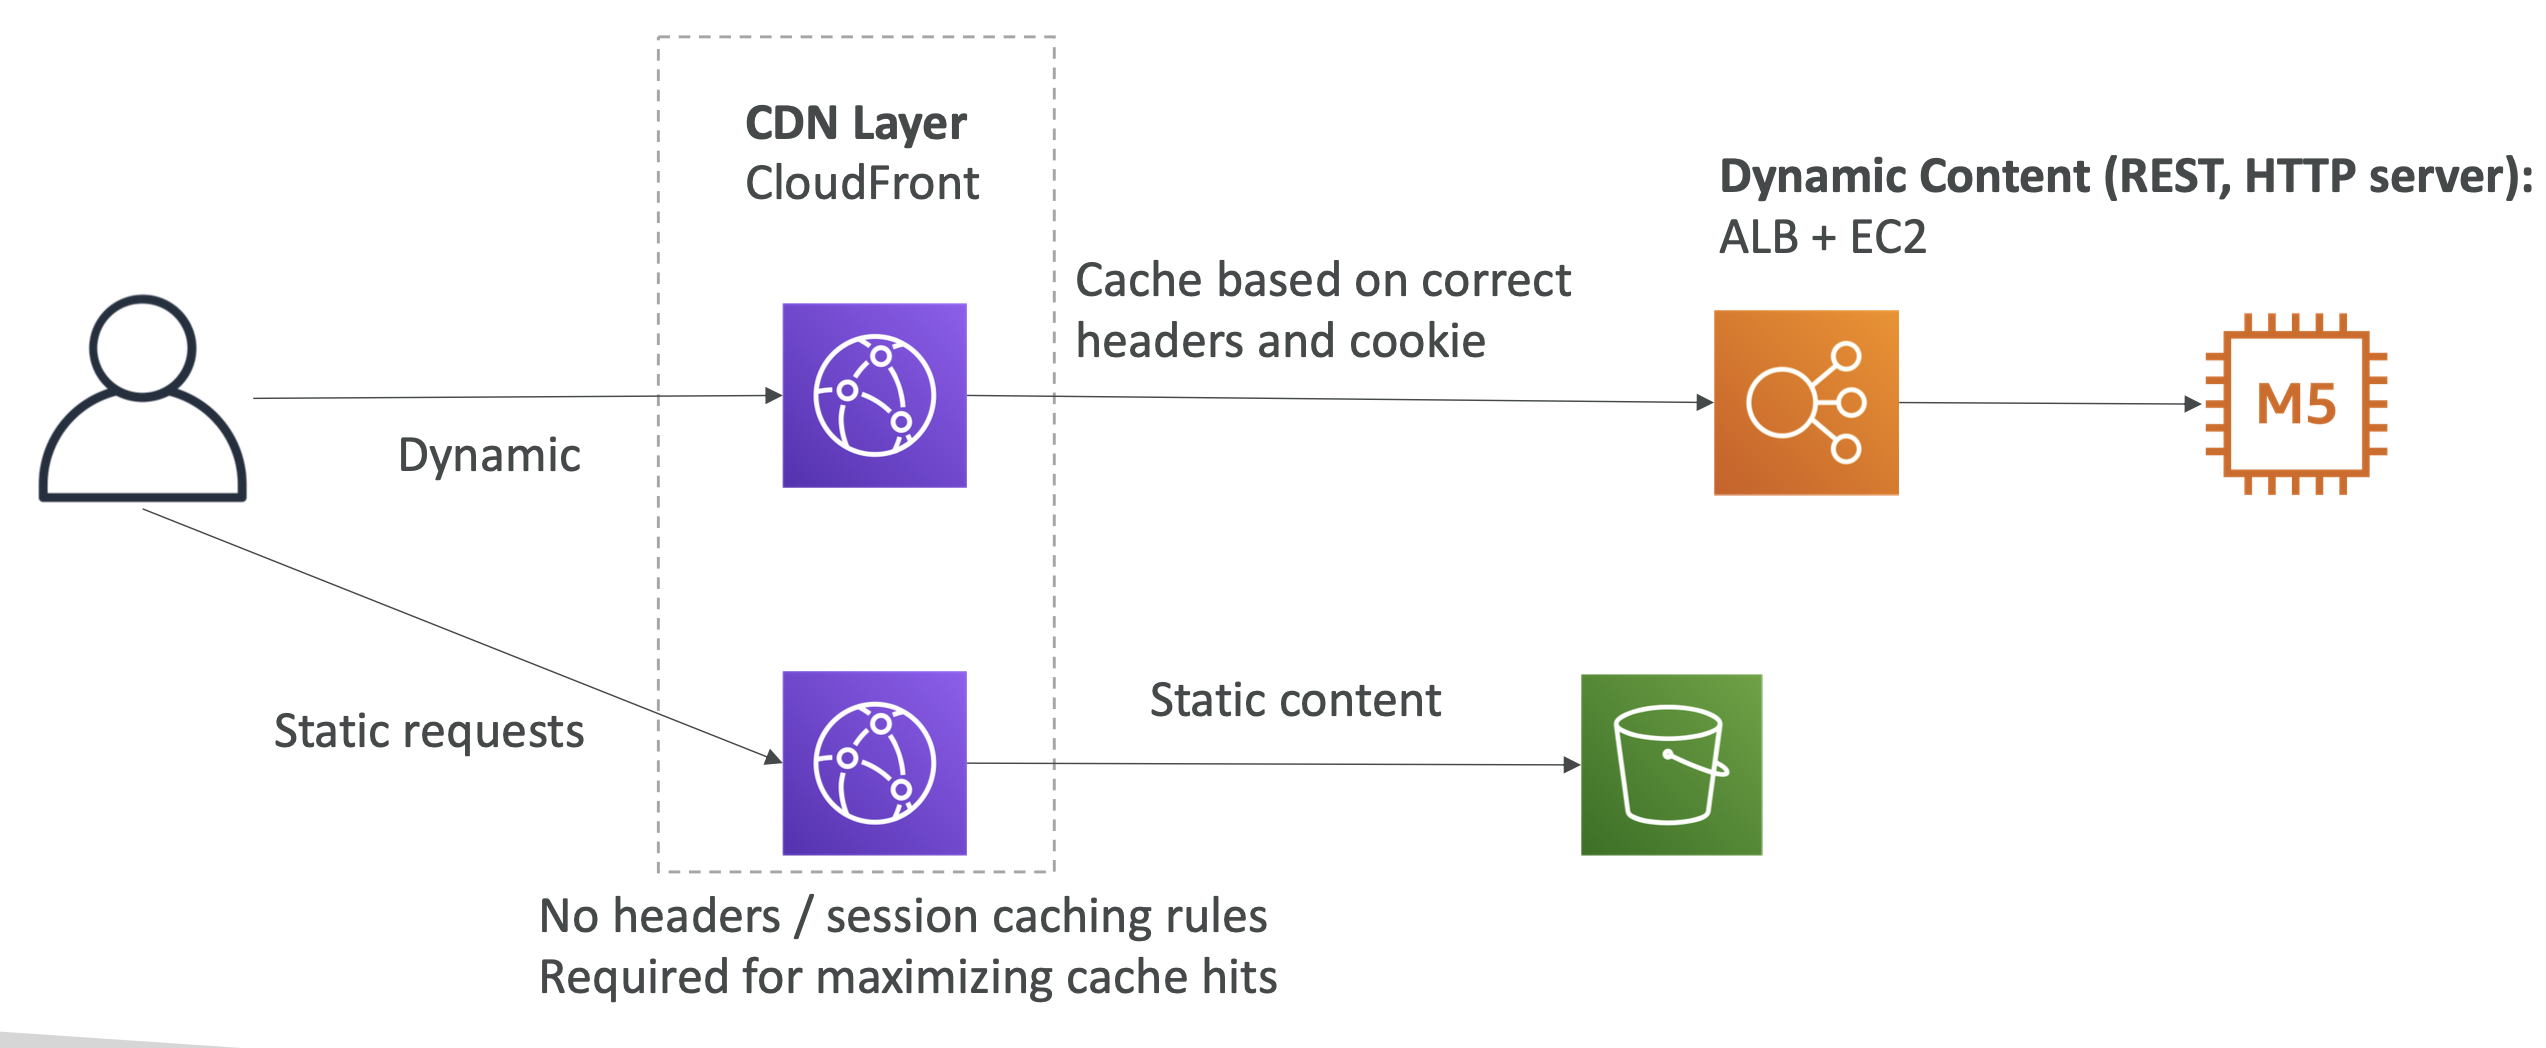 CDN Layer
CloudFront
Dynamic Content (REST, HTTP server):
ALB + EC2
Cache based on correct
headers and cookie
M5
Dynamic
Static requests
Static content
No headers / session caching rules
Required for maximizing cache hits